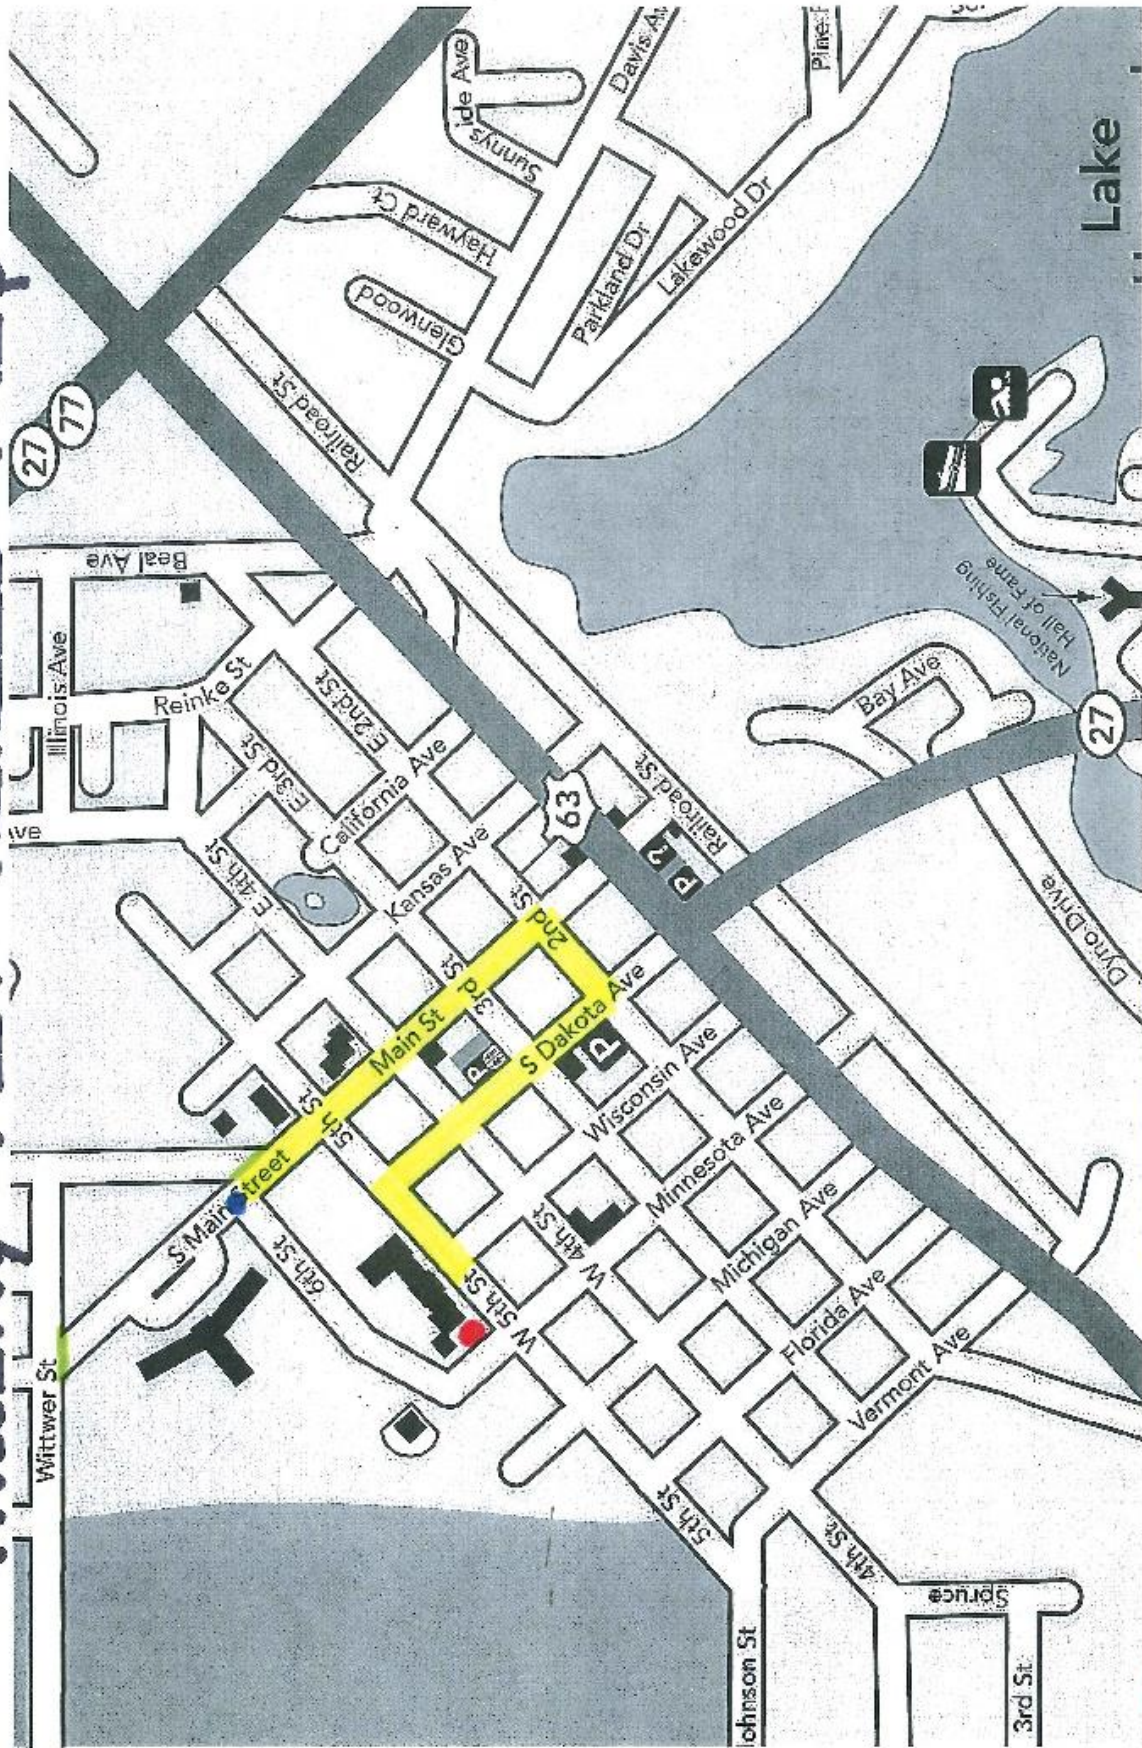 ide Ave
Sunnys
Davis Av
Pine
Hayward Ct
Glenwood
Parkland Dr
Lakewood Dr
Lake
27
77
Railroad St
Beal Ave
Illinois Ave
Reinke St
E 2nd St
E 3rd St
California Ave
E 4th St
Kansas Ave
Ave
63
P
?
Railroad St
National Fishing
Hall of Fame
Bay Ave
27
Dyno Drive
2nd St
3rd St
Main St
5th St
S Main Street
6th St
P
S Dakota Ave
P
Wisconsin Ave
Minnesota Ave
W 4th St
W 5th St
Michigan Ave
Florida Ave
Vermont Ave
Wittwer St
5th St
4th St
Spruce
Johnson St
3rd St